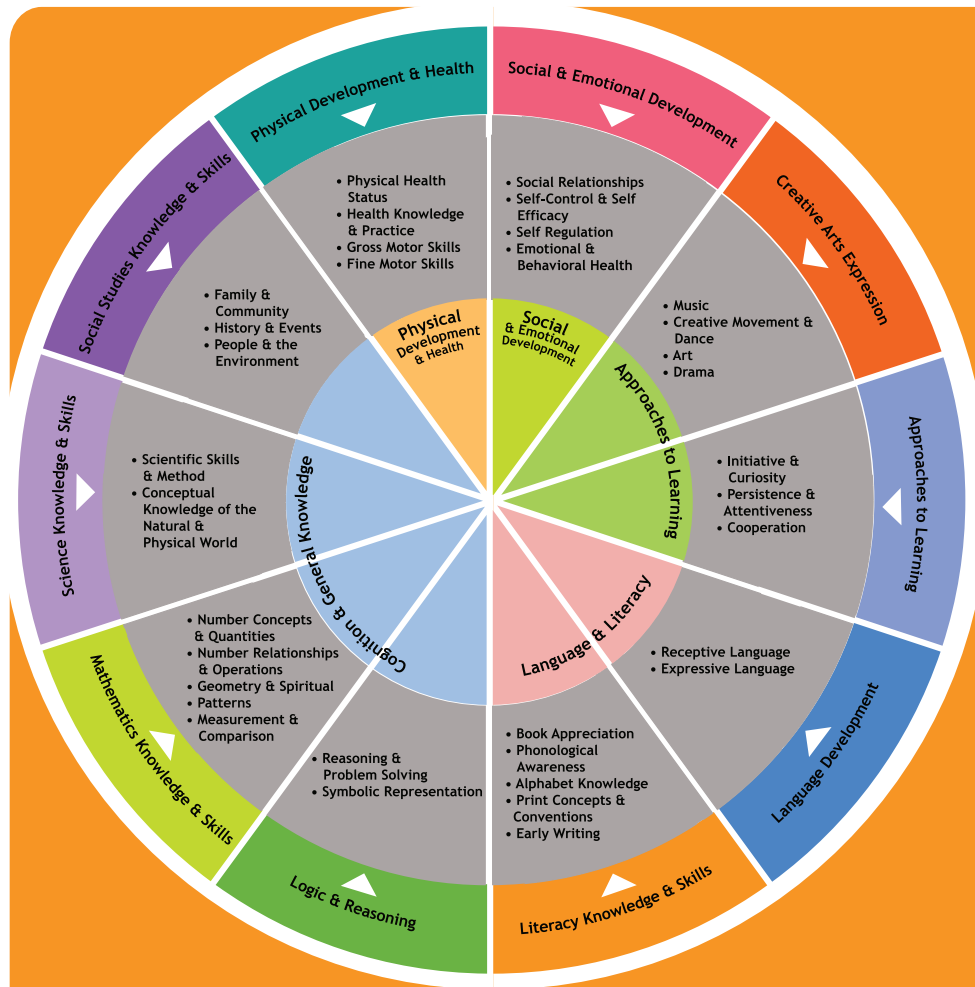 Physical Development & Health
• Physical Health
Status
• Health Knowledge
& Practice
• Gross Motor Skills
• Fine Motor Skills
Social & Emotional Development
• Social Relationships
• Self-Control & Self
Efficacy
• Self Regulation
• Emotional &
Behavioral Health
Creative Arts Expression
• Music
• Creative Movement &
Dance
• Art
• Drama
Approaches to Learning
• Initiative &
Curiosity
• Persistence &
Attentiveness
• Cooperation
Language Development
• Receptive Language
• Expressive Language
Literacy Knowledge & Skills
• Book Appreciation
• Phonological
Awareness
• Alphabet Knowledge
• Print Concepts &
Conventions
• Early Writing
Logic & Reasoning
• Reasoning &
Problem Solving
• Symbolic Representation
Mathematics Knowledge & Skills
• Number Concepts
& Quantities
• Number Relationships
& Operations
• Geometry & Spiritual
• Patterns
• Measurement &
Comparison
Science Knowledge & Skills
• Scientific Skills
& Method
• Conceptual
Knowledge of the
Natural &
Physical World
Social Studies Knowledge & Skills
• Family &
Community
• History & Events
• People & the
Environment
Physical
Development
& Health
Social
& Emotional
Development
Approaches to Learning
Language & Literacy
Cognition & General Knowledge